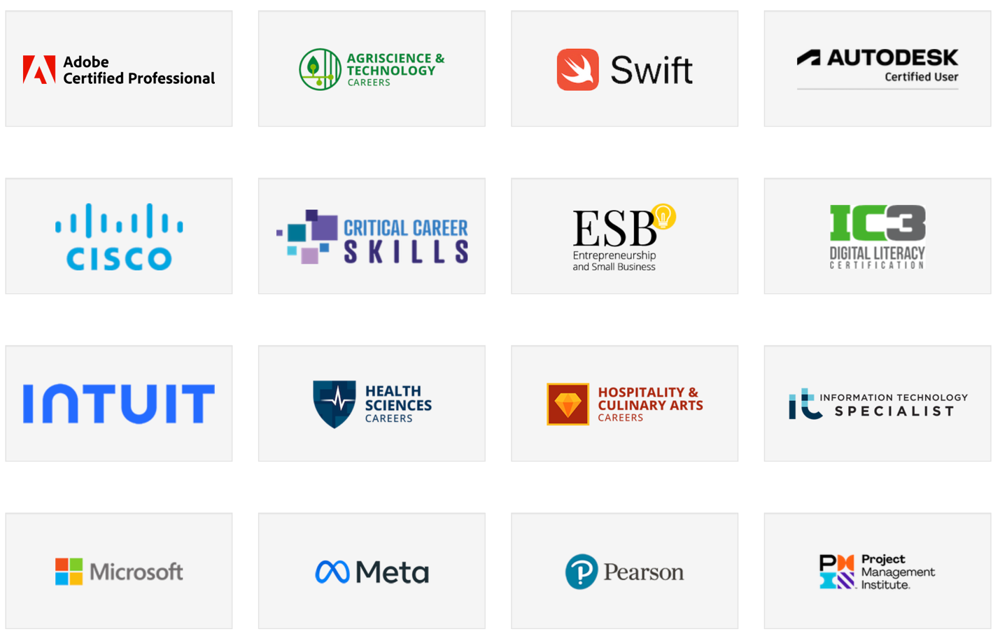 Adobe
Certified Professional
AGRISCIENCE &
TECHNOLOGY
CAREERS
Swift
AUTODESK
Certified User
CISCO
CRITICAL CAREER
SKILLS
ESB
Entrepreneurship
and Small Business
IC3
DIGITAL LITERACY
CERTIFICATION
INTUIT
HEALTH
SCIENCES
CAREERS
HOSPITALITY &
CULINARY ARTS
CAREERS
it
INFORMATION TECHNOLOGY
SPECIALIST
Microsoft
Meta
Pearson
Project
Management
Institute.